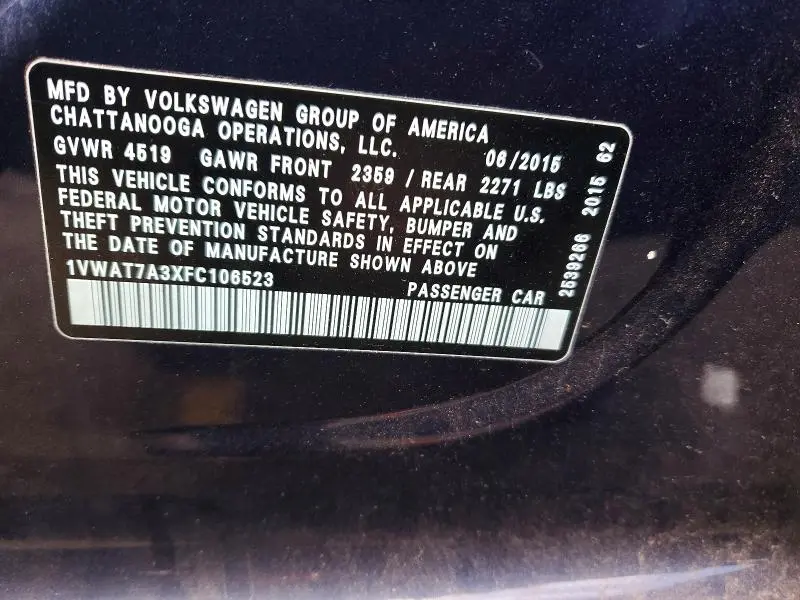 MFD BY VOLKSWAGEN GROUP OF AMERICA
CHATTANOOGA OPERATIONS, LLC. 06/2015
GVWR 4519 GAWR FRONT 2359 / REAR 2271 LBS
THIS VEHICLE CONFORMS TO ALL APPLICABLE U.S.
FEDERAL MOTOR VEHICLE SAFETY, BUMPER AND
THEFT PREVENTION STANDARDS IN EFFECT ON
THE DATE OF MANUFACTURE SHOWN ABOVE
1VWAT7A3XFC106523 PASSENGER CAR
2539266 2015 62